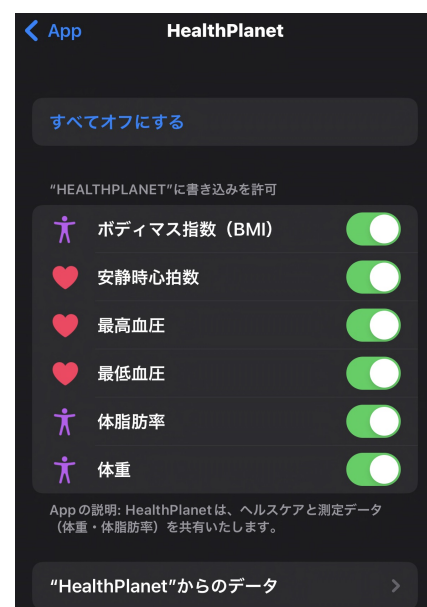 App
HealthPlanet
すべてオフにする
“HEALTHPLANET”に書き込みを許可
ボディマス指数（BMI）
安静時心拍数
最高血圧
最低血圧
体脂肪率
体重
Appの説明: HealthPlanetは、ヘルスケアと測定データ
（体重・体脂肪率）を共有いたします。
“HealthPlanet”からのデータ